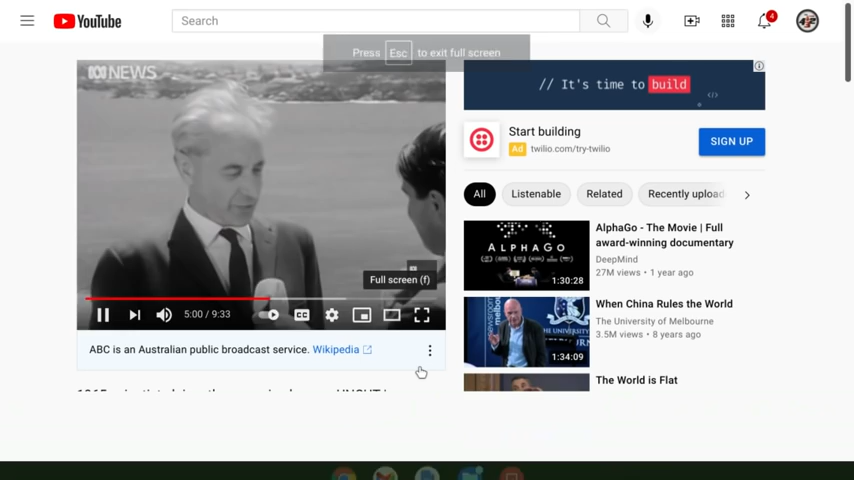 YouTube
Search
4
Press Esc to exit full screen
NEWS
Full screen (f)
5:00 / 9:33
ABC is an Australian public broadcast service. Wikipedia
// It's time to build
</>
Start building
Ad twilio.com/try-twilio
SIGN UP
All Listenable Related Recently upload
ALPHAGO
1:30:28
AlphaGo - The Movie | Full
award-winning documentary
DeepMind
27M views • 1 year ago
1:34:09
When China Rules the World
The University of Melbourne
3.5M views • 8 years ago
The World is Flat